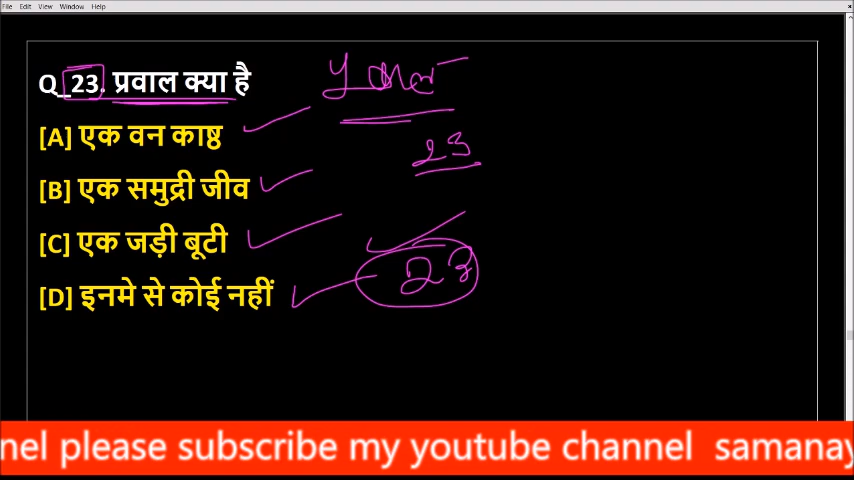 File Edit View Window Help
Q_23. प्रवाल क्या है
[A] एक वन काष्ठ
23
[B] एक समुद्री जीव
[C] एक जड़ी बूटी
23
[D] इनमे से कोई नहीं
nel please subscribe my youtube channel samanay